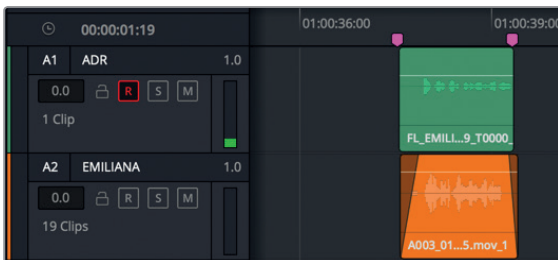 00:00:01:19
01:00:36:00
01:00:39:00
A1 ADR 1.0
0.0 R S M
1 Clip
FL_EMILI...9_T0000_
A2 EMILIANA 1.0
0.0 R S M
19 Clips
A003_01...5.mov_1